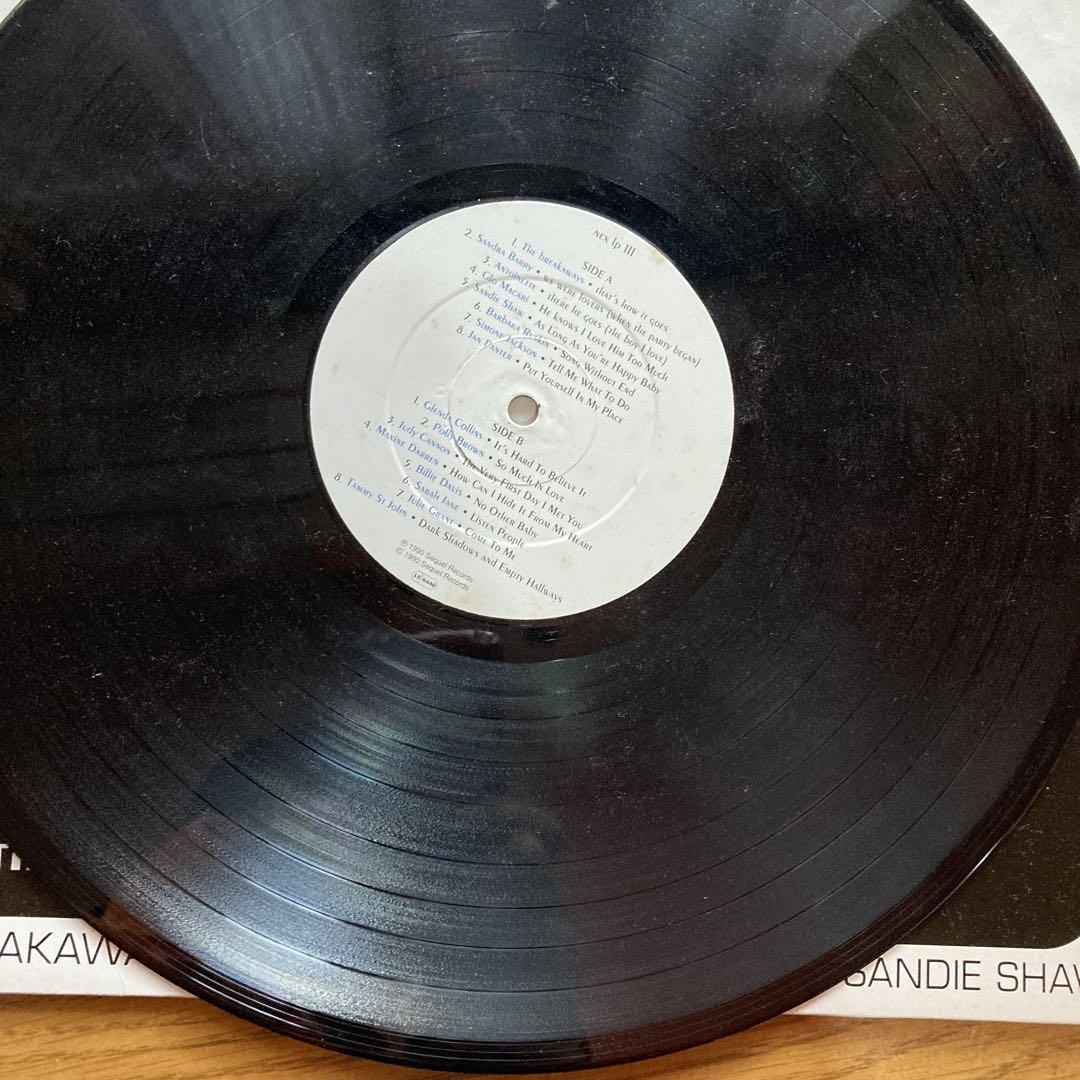 NEX lp 111
SIDE A
1. The breakaways • that's how it goes
2. Sandra Barry • we were lovers (when the party began)
3. Antoinette • there he goes (the boy I love)
4. Glo Macari • He knows I Love Him Too Much
5. Sandie Shaw • As Long As You're Happy Baby
6. Barbara Ruskin • Song Without End
7. Simone Jackson • Tell Me What To Do
8. Jan Panter • Put Yourself In My Place
SIDE B
1. Glenda Collins • It's Hard To Believe It
2. Polly Brown • So Much In Love
3. Judy Cannon • The Very First Day I Met You
4. Maxine Darren • How Can I Hide It From My Heart
5. Billie Davis • No Other Baby
6. Sarah Jane • Listen People
7. Julie Grant • Come To Me
8. Tammy St John • Dark Shadows and Empty Hallways
℗ 1990 Sequel Records
© 1990 Sequel Records
AKAWA
SANDIE SHAW